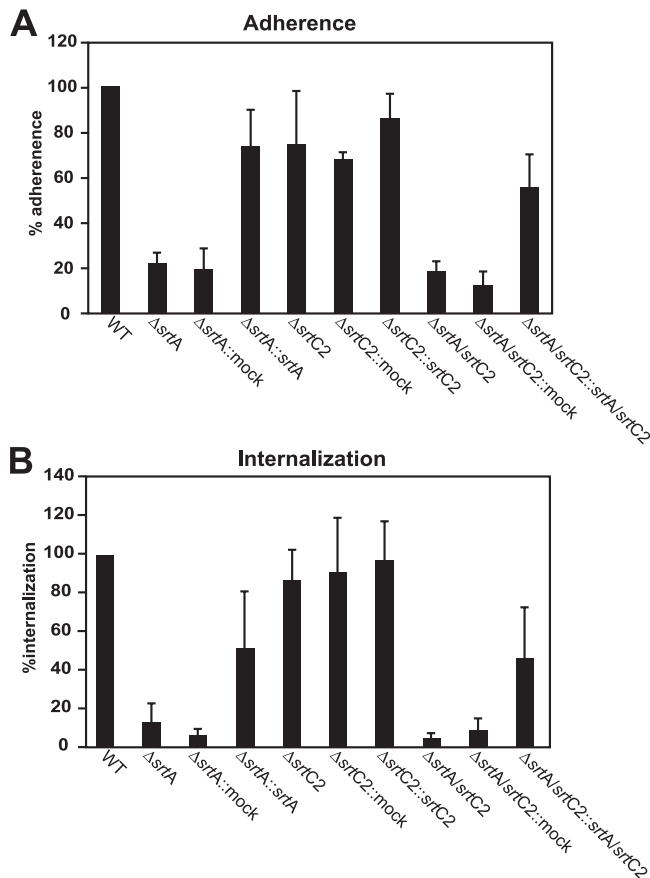 A
Adherence
120
100
80
60
40
20
0
% adherenence
WT
ΔsrtA
ΔsrtA::mock
ΔsrtA::srtA
ΔsrtC2
ΔsrtC2::mock
ΔsrtC2::srtC2
ΔsrtA/srtC2
ΔsrtA/srtC2::mock
ΔsrtA/srtC2::srtA/srtC2
B
Internalization
140
120
100
80
60
40
20
0
%internalization
WT
ΔsrtA
ΔsrtA::mock
ΔsrtA::srtA
ΔsrtC2
ΔsrtC2::mock
ΔsrtC2::srtC2
ΔsrtA/srtC2
ΔsrtA/srtC2::mock
ΔsrtA/srtC2::srtA/srtC2